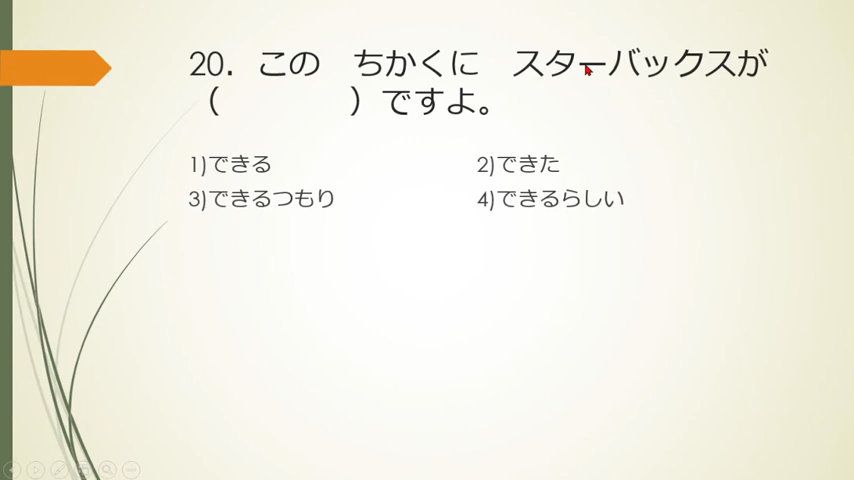 20．この　ちかくに　スターバックスが
（　　　　）ですよ。
1)できる　2)できた
3)できるつもり　4)できるらしい